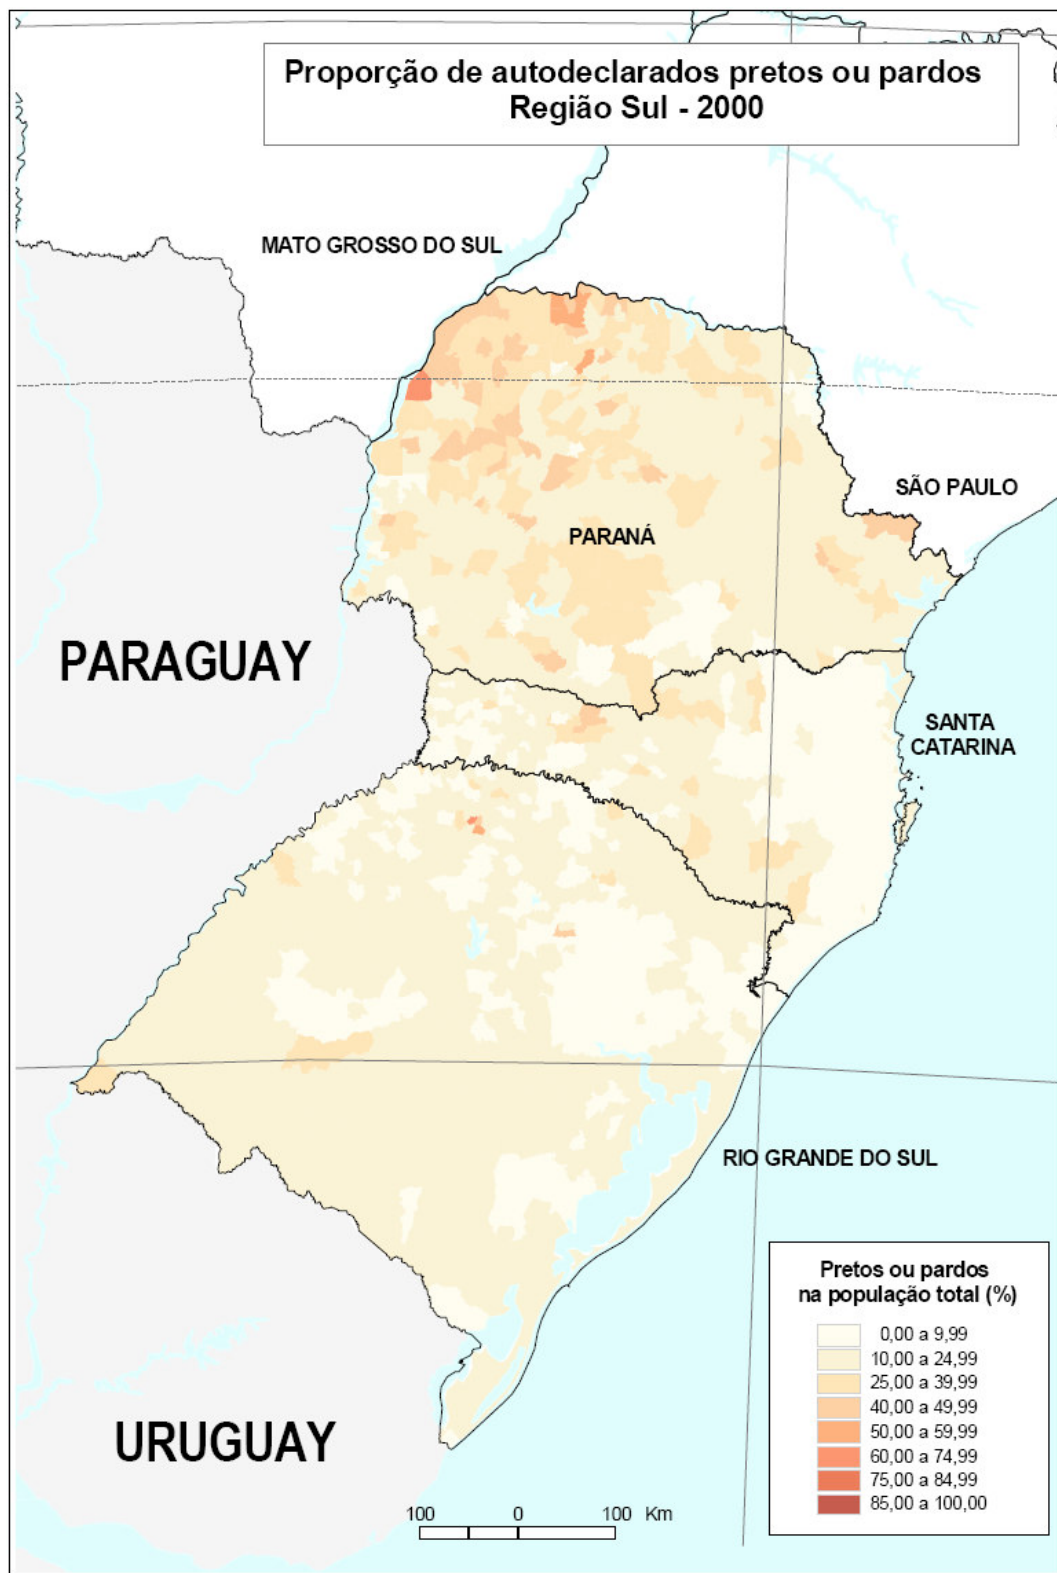 Proporção de autodeclarados pretos ou pardos
Região Sul - 2000
MATO GROSSO DO SUL
SÃO PAULO
PARANÁ
PARAGUAY
SANTA
CATARINA
RIO GRANDE DO SUL
URUGUAY
Pretos ou pardos
na população total (%)
0,00 a 9,99
10,00 a 24,99
25,00 a 39,99
40,00 a 49,99
50,00 a 59,99
60,00 a 74,99
75,00 a 84,99
85,00 a 100,00
100 0 100 Km